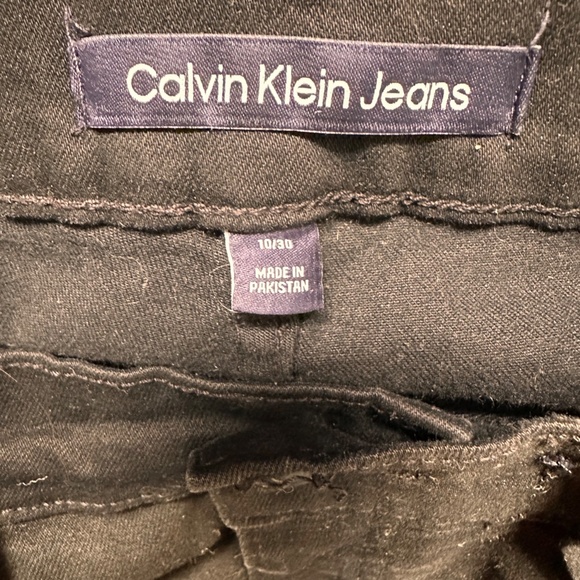 Calvin Klein Jeans
10/30
MADE IN
PAKISTAN